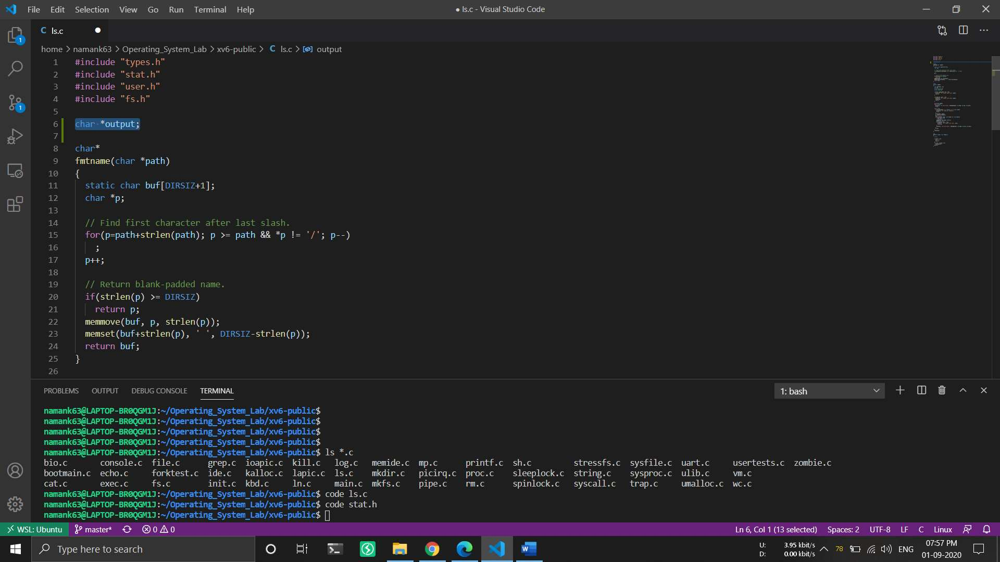 File Edit Selection View Go Run Terminal Help ● ls.c - Visual Studio Code
C ls.c ●
home > namank63 > Operating_System_Lab > xv6-public > C ls.c > output
1 #include "types.h"
2 #include "stat.h"
3 #include "user.h"
4 #include "fs.h"
5
6 char *output;
7
8 char*
9 fmtname(char *path)
10 {
11 static char buf[DIRSIZ+1];
12 char *p;
13
14 // Find first character after last slash.
15 for(p=path+strlen(path); p >= path && *p != '/'; p--)
16 ;
17 p++;
18
19 // Return blank-padded name.
20 if(strlen(p) >= DIRSIZ)
21 return p;
22 memmove(buf, p, strlen(p));
23 memset(buf+strlen(p), ' ', DIRSIZ-strlen(p));
24 return buf;
25 }
26
1
1
PROBLEMS OUTPUT DEBUG CONSOLE TERMINAL 1: bash
namank63@LAPTOP-BR0QGM1J:~/Operating_System_Lab/xv6-public$
namank63@LAPTOP-BR0QGM1J:~/Operating_System_Lab/xv6-public$
namank63@LAPTOP-BR0QGM1J:~/Operating_System_Lab/xv6-public$
namank63@LAPTOP-BR0QGM1J:~/Operating_System_Lab/xv6-public$
namank63@LAPTOP-BR0QGM1J:~/Operating_System_Lab/xv6-public$ ls *.c
bio.c console.c file.c grep.c ioapic.c kill.c log.c memide.c mp.c printf.c sh.c stressfs.c sysfile.c uart.c usertests.c zombie.c
bootmain.c echo.c forktest.c ide.c kalloc.c lapic.c ls.c mkdir.c picirq.c proc.c sleeplock.c string.c sysproc.c ulib.c vm.c
cat.c exec.c fs.c init.c kbd.c ln.c main.c mkfs.c pipe.c rm.c spinlock.c syscall.c trap.c umalloc.c wc.c
namank63@LAPTOP-BR0QGM1J:~/Operating_System_Lab/xv6-public$ code ls.c
namank63@LAPTOP-BR0QGM1J:~/Operating_System_Lab/xv6-public$ code stat.h
namank63@LAPTOP-BR0QGM1J:~/Operating_System_Lab/xv6-public$
WSL: Ubuntu master* 0 0 Ln 6, Col 1 (13 selected) Spaces: 2 UTF-8 LF C Linux
Type here to search
U: 3.95 kbit/s
D: 0.00 kbit/s
78 ENG
07:57 PM
01-09-2020